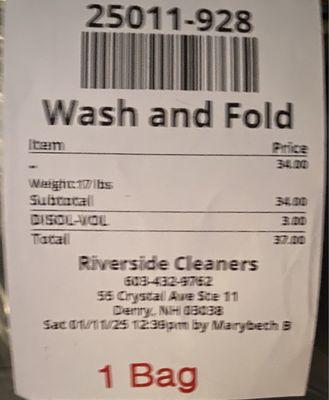 25011-928
Wash and Fold
Item Price
- 34.00
Weight:17 lbs
Subtotal 34.00
DISOL-VOL 3.00
Total 37.00
Riverside Cleaners
603-432-9762
55 Crystal Ave Ste 11
Derry, NH 03038
Sat 01/11/25 12:39pm by Marybeth B
1 Bag